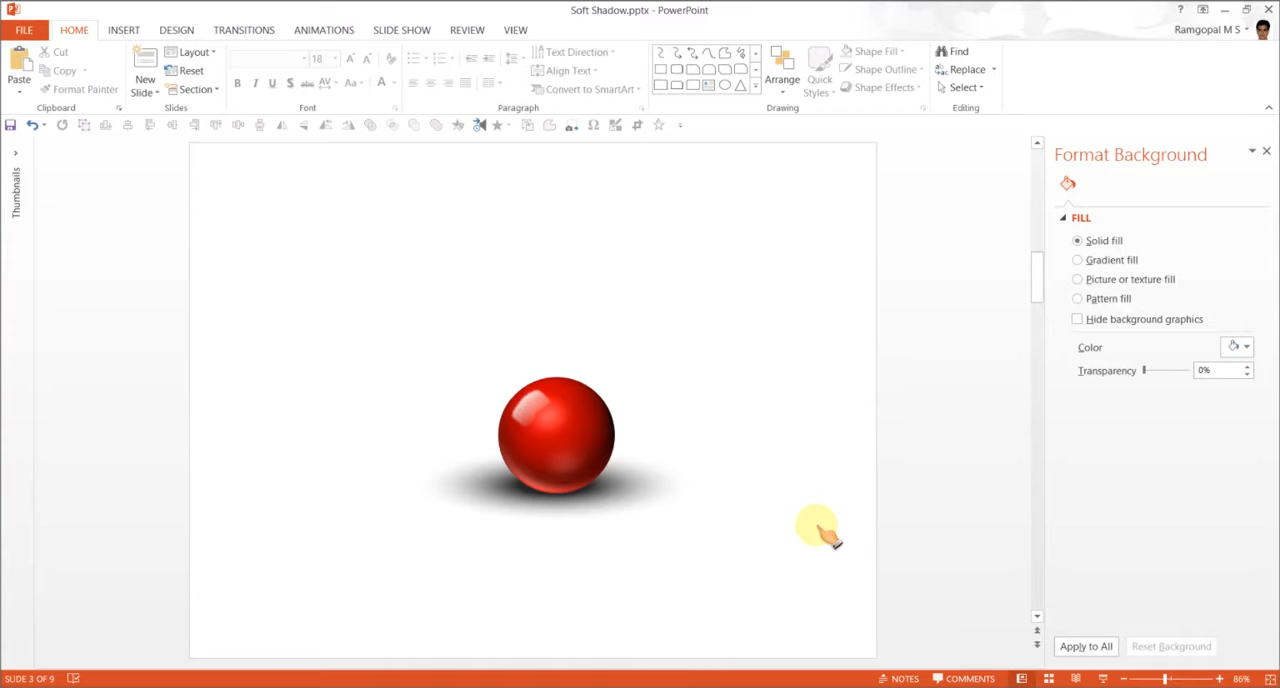 Soft Shadow.pptx - PowerPoint
FILE HOME INSERT DESIGN TRANSITIONS ANIMATIONS SLIDE SHOW REVIEW VIEW
Ramgopal M S
Paste
Cut
Copy
Format Painter
Clipboard
New Slide
Layout
Reset
Section
Slides
18
B I U S abc AV Aa A
Font
Text Direction
Align Text
Convert to SmartArt
Paragraph
Arrange
Quick Styles
Shape Fill
Shape Outline
Shape Effects
Drawing
Find
Replace
Select
Editing
Thumbnails
Format Background
FILL
Solid fill
Gradient fill
Picture or texture fill
Pattern fill
Hide background graphics
Color
Transparency 0%
Apply to All Reset Background
SLIDE 3 OF 9 NOTES COMMENTS 86%